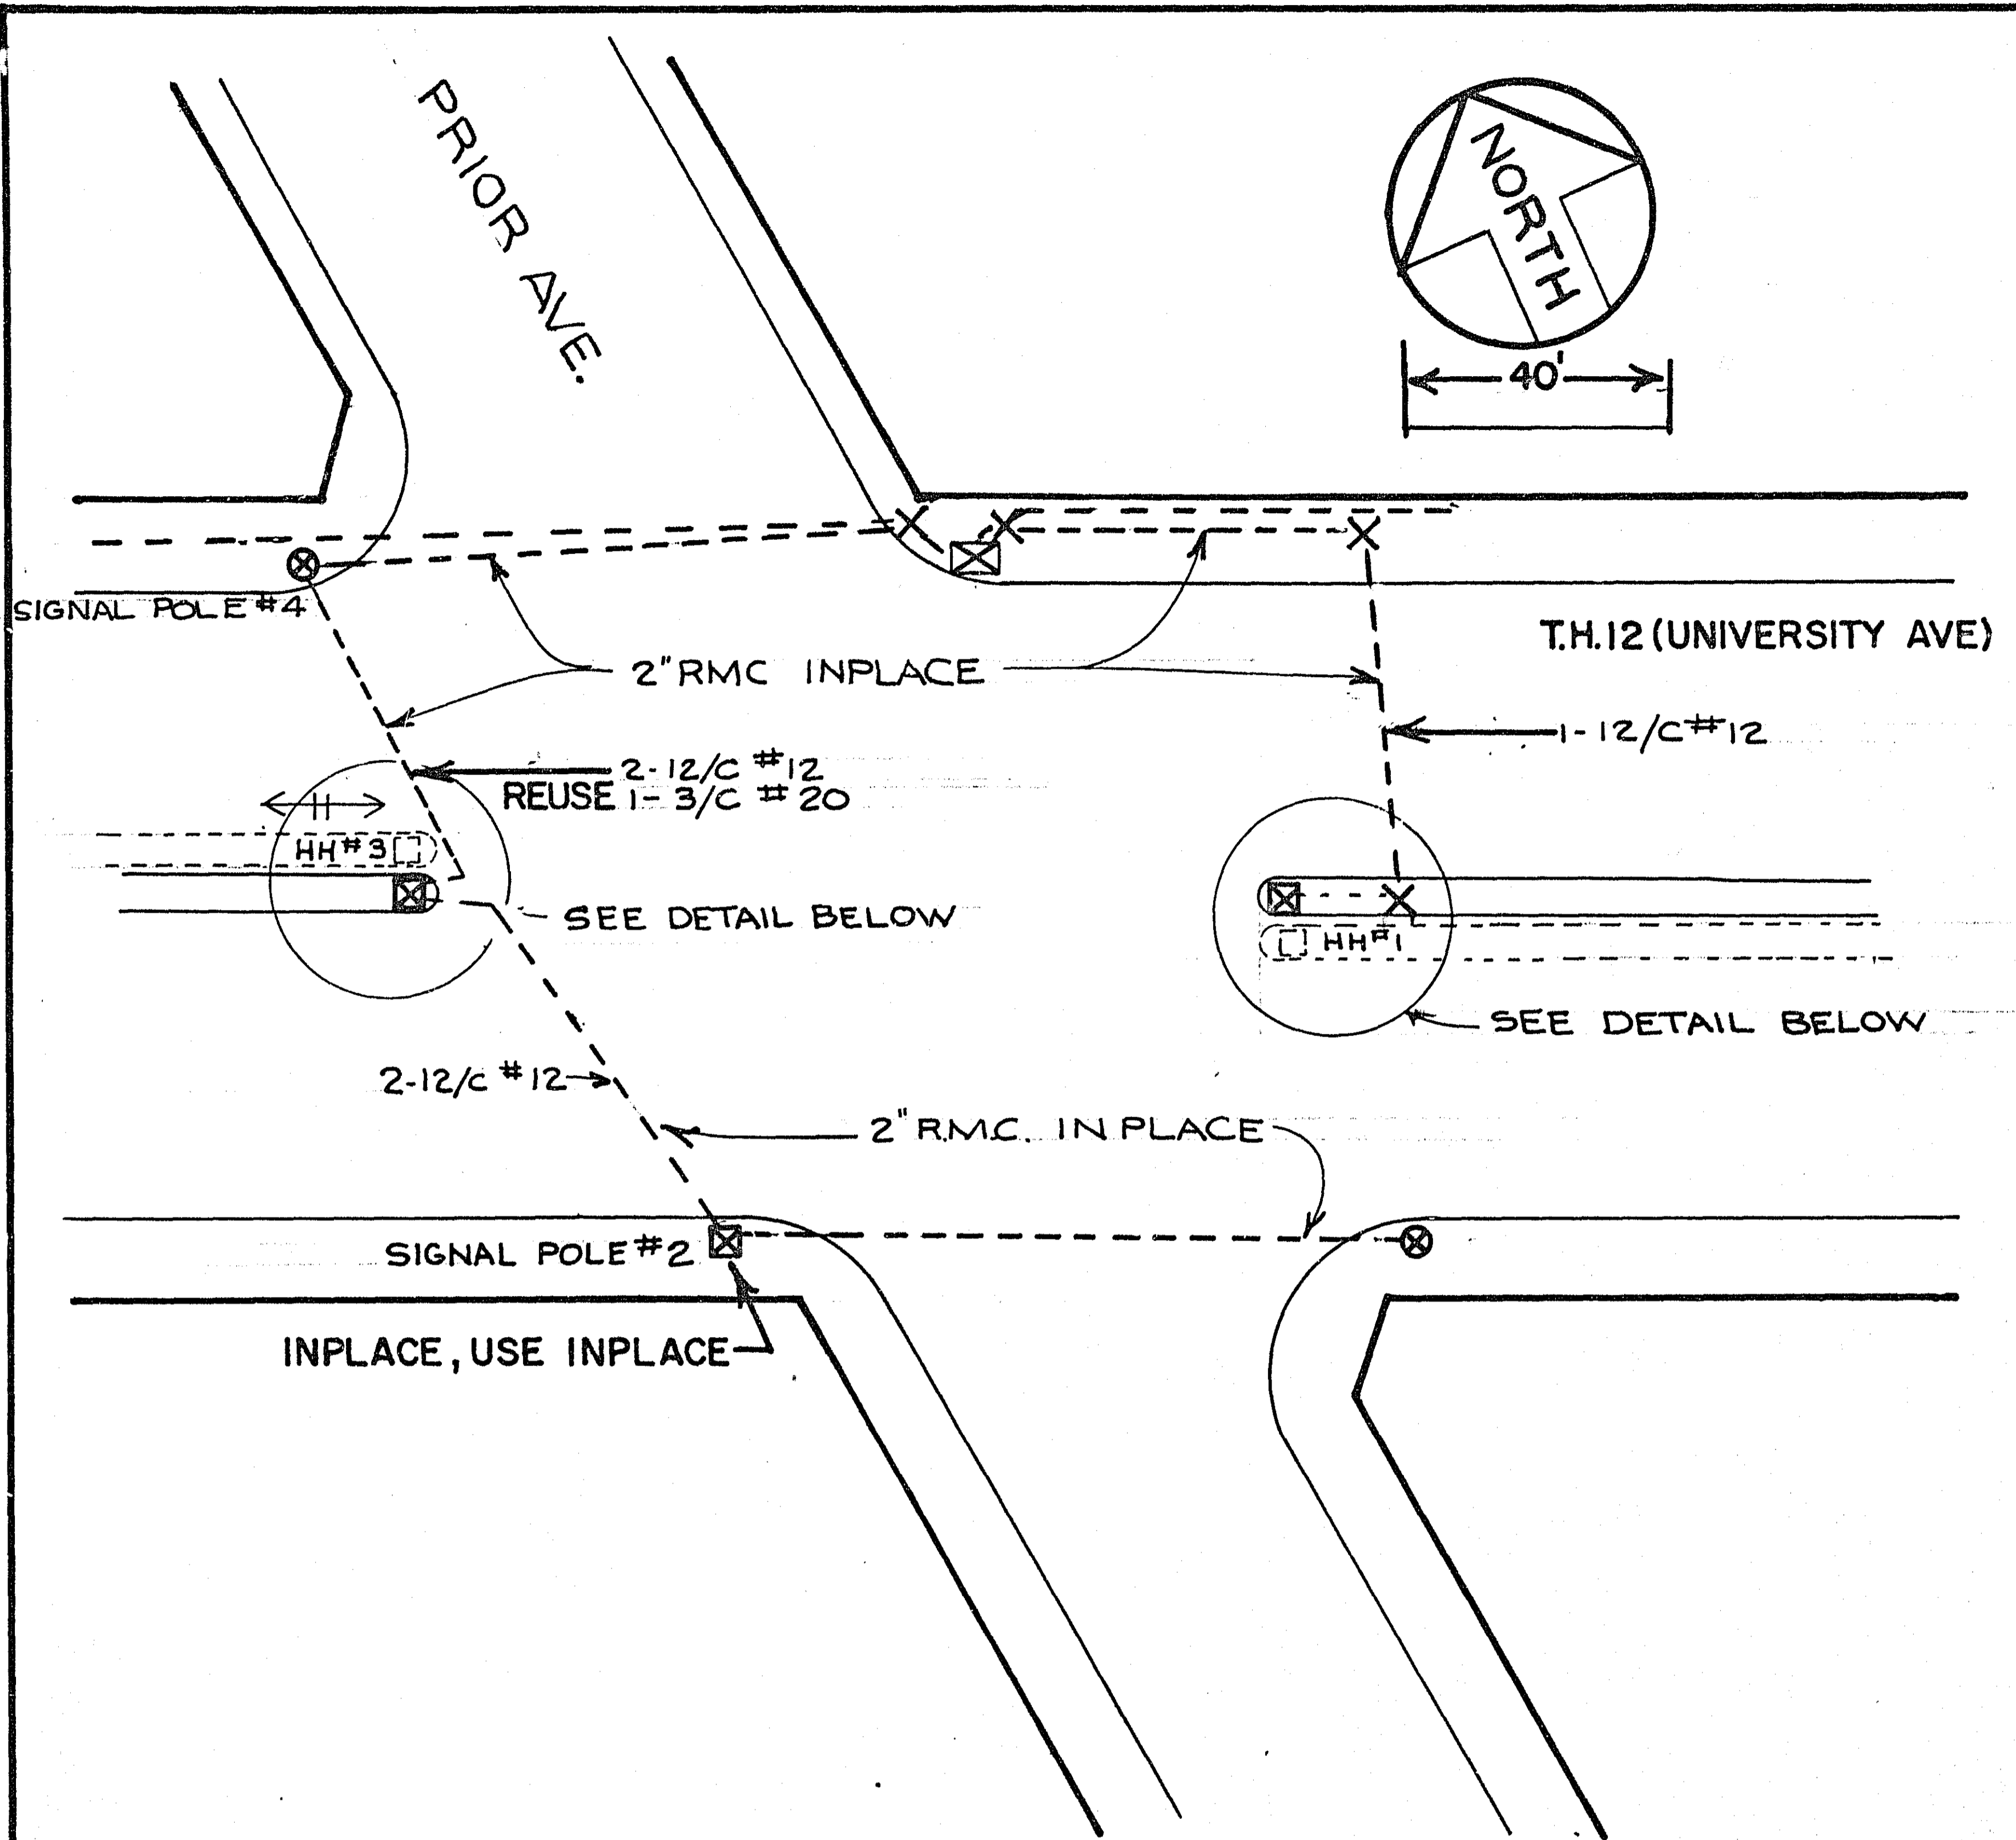 PRIOR AVE.
NORTH
40'
SIGNAL POLE #4
T.H.12 (UNIVERSITY AVE)
2" RMC INPLACE
1-12/C #12
2-12/C #12
REUSE 1-3/C #20
HH#3
SEE DETAIL BELOW
HH#1
SEE DETAIL BELOW
2-12/C #12
2" R.M.C. INPLACE
SIGNAL POLE #2
INPLACE, USE INPLACE